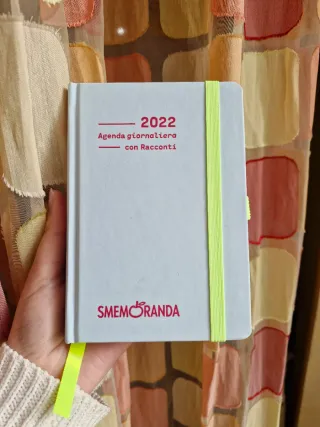 2022
Agenda giornaliera
con Racconti
SMEMORANDA